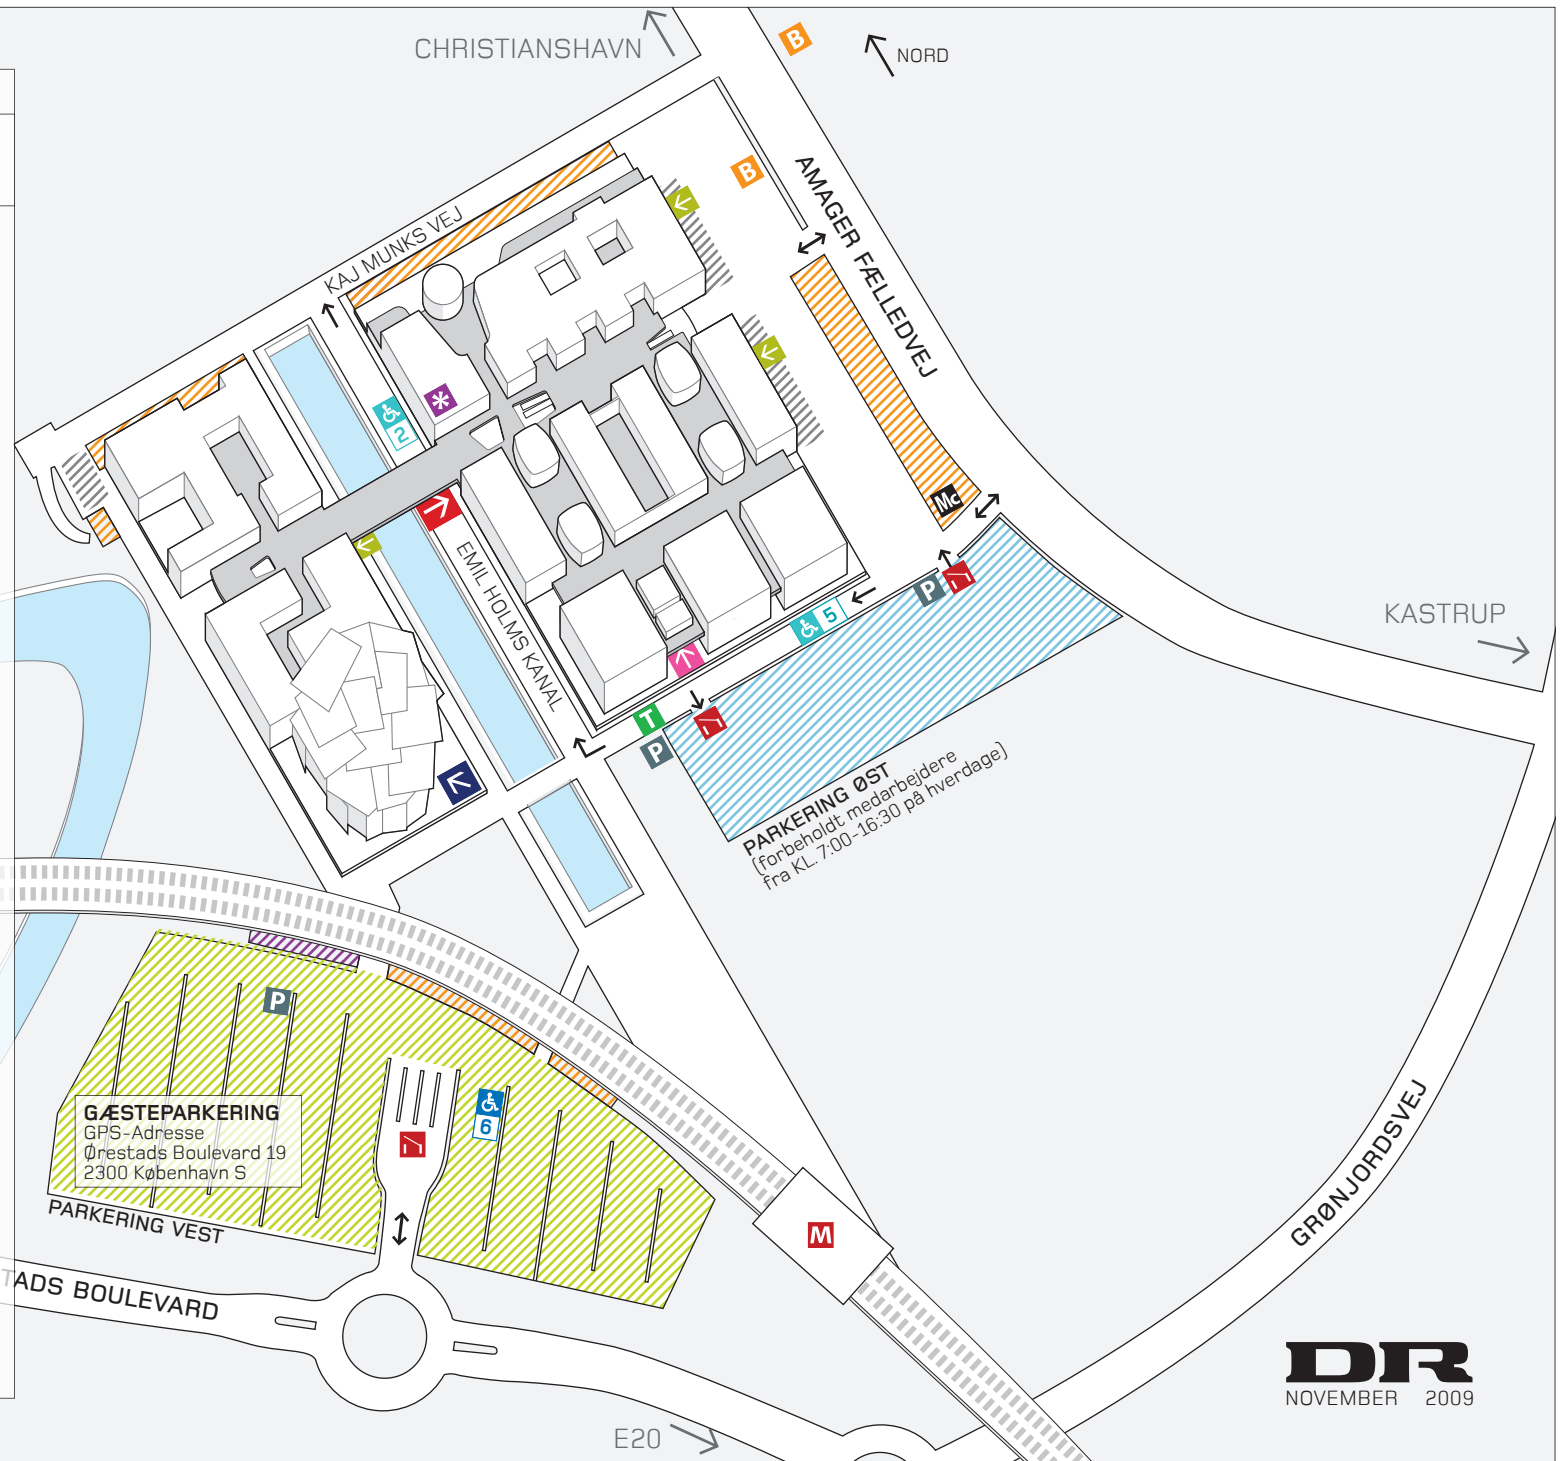 CHRISTIANSHAVN
B
NORD
B
AMAGER FÆLLEDVEJ
KAJ MUNKS VEJ
2
Mc
EMIL HOLMS KANAL
P
5
KASTRUP
T
P
PARKERING ØST
(forbeholdt medarbejdere
fra KL. 7:00-16:30 på hverdage)
P
GÆSTEPARKERING
GPS-Adresse
Ørestads Boulevard 19
2300 København S
6
PARKERING VEST
M
GRØNJORDSVEJ
TADS BOULEVARD
DR
NOVEMBER 2009
E20